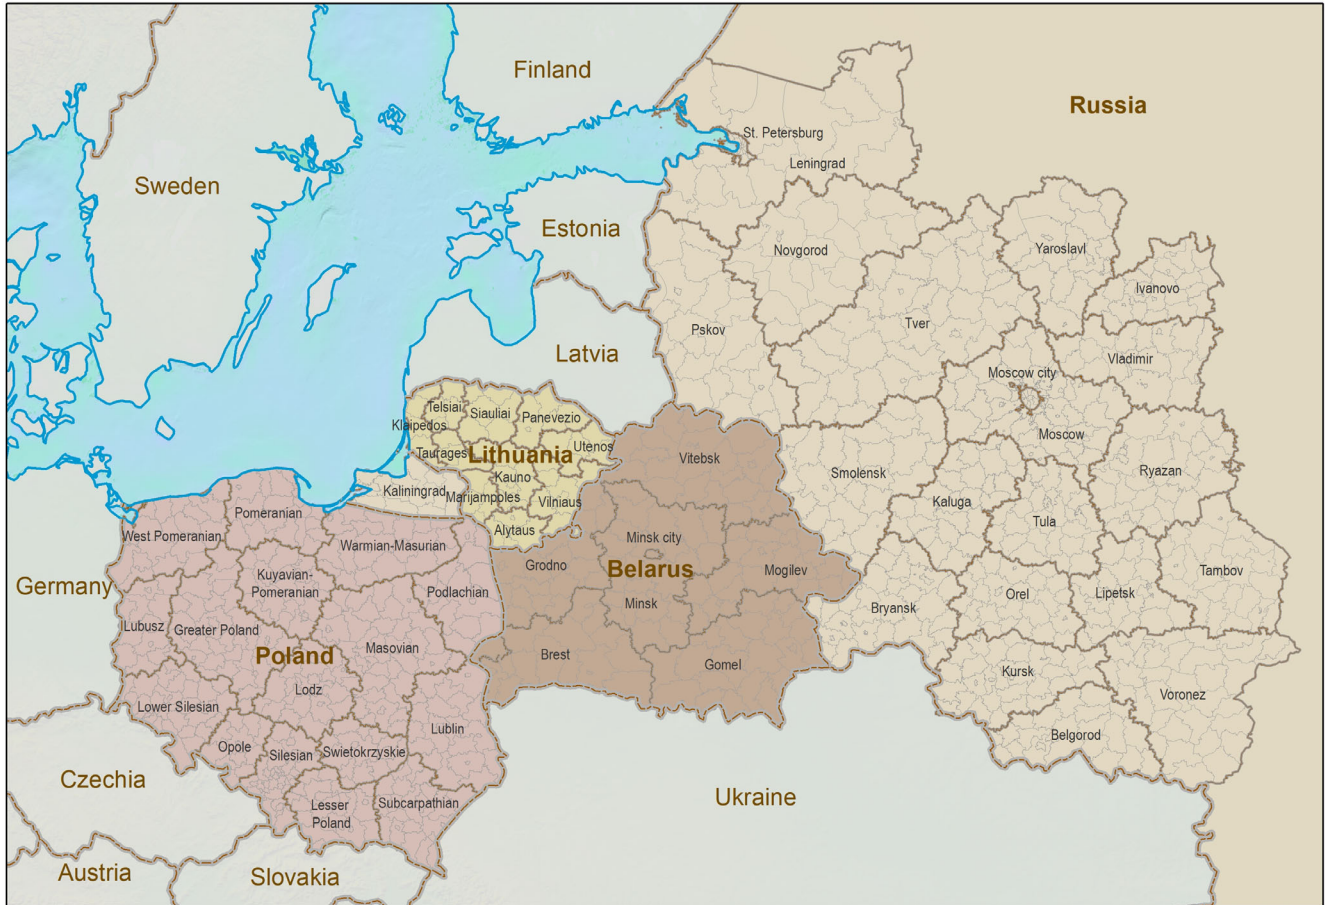 Finland
Russia
St. Petersburg
Leningrad
Sweden
Estonia
Novgorod
Yaroslavl
Ivanovo
Pskov
Tver
Latvia
Vladimir
Moscow city
Telsiai
Siauliai
Panevezio
Klaipedos
Moscow
Utenos
Taurages
Lithuania
Vitebsk
Smolensk
Ryazan
Kauno
Kaliningrad
Marijampoles
Vilniaus
Kaluga
Pomeranian
Tula
Alytaus
West Pomeranian
Minsk city
Warmian-Masurian
Grodno
Belarus
Mogilev
Tambov
Kuyavian-
Pomeranian
Germany
Podlachian
Orel
Lipetsk
Minsk
Bryansk
Lubusz
Greater Poland
Masovian
Poland
Brest
Gomel
Kursk
Lodz
Voronez
Lower Silesian
Lublin
Belgorod
Opole
Silesian
Swietokrzyskie
Czechia
Ukraine
Lesser
Poland
Subcarpathian
Austria
Slovakia